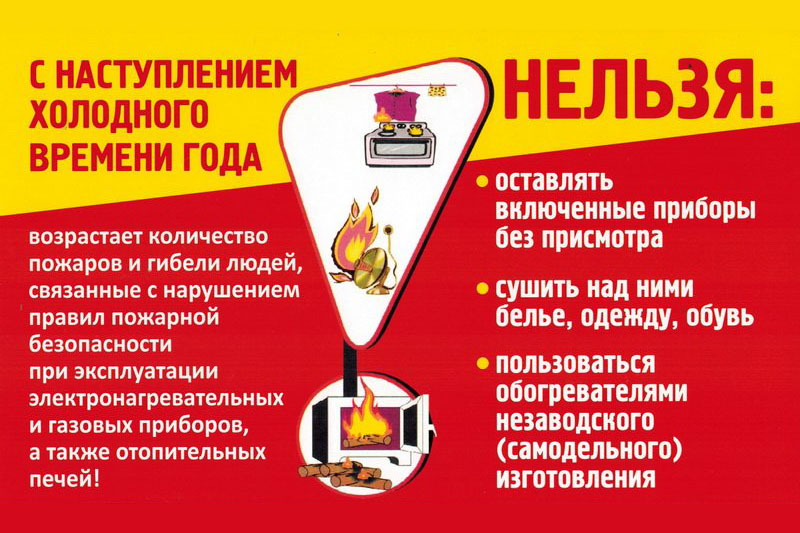 С НАСТУПЛЕНИЕМ
ХОЛОДНОГО
ВРЕМЕНИ ГОДА
возрастает количество
пожаров и гибели людей,
связанные с нарушением
правил пожарной
безопасности
при эксплуатации
электронагревательных
и газовых приборов,
а также отопительных
печей!
НЕЛЬЗЯ:
• оставлять
включенные приборы
без присмотра
• сушить над ними
белье, одежду, обувь
• пользоваться
обогревателями
незаводского
(самодельного)
изготовления